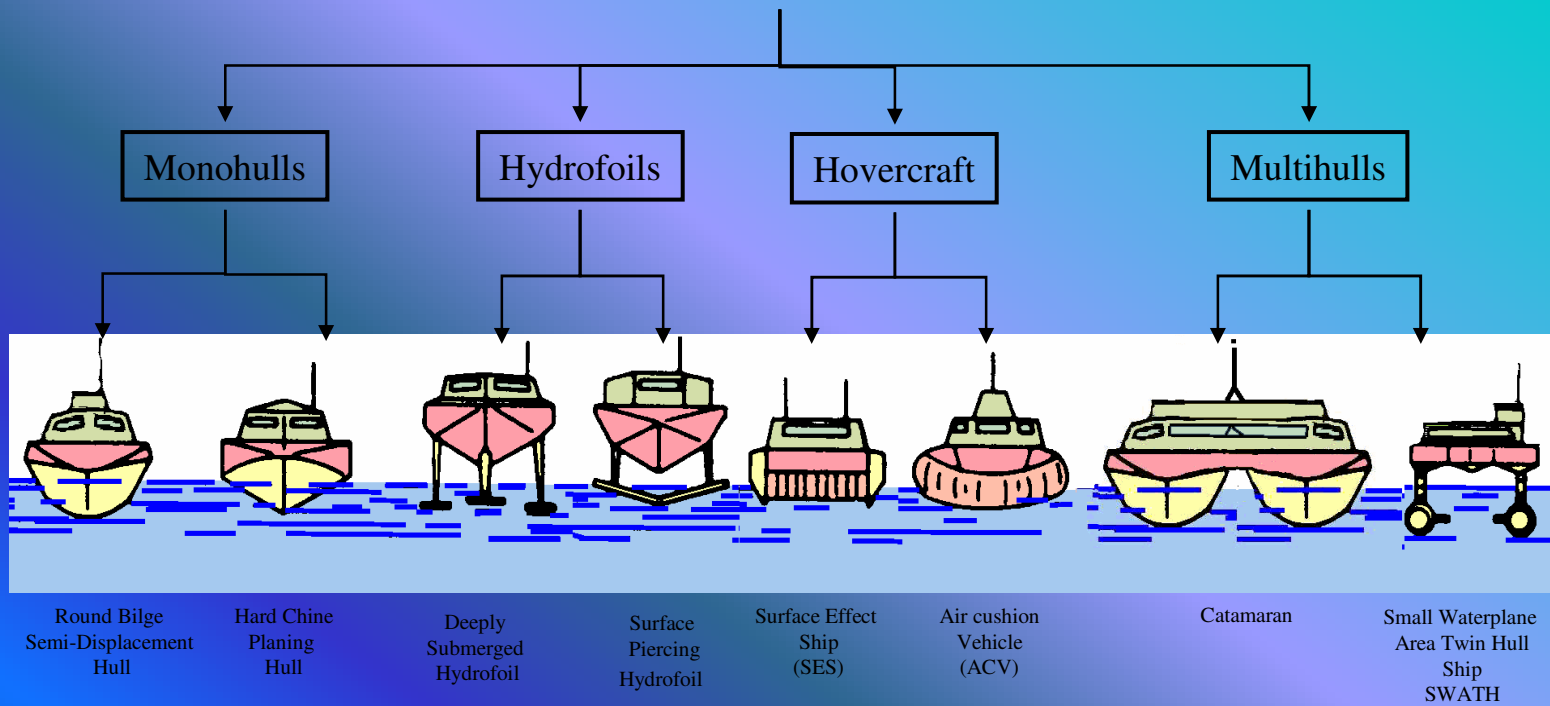 Monohulls
Hydrofoils
Hovercraft
Multihulls
Round Bilge
Semi-Displacement
Hull
Hard Chine
Planing
Hull
Deeply
Submerged
Hydrofoil
Surface
Piercing
Hydrofoil
Surface Effect
Ship
(SES)
Air cushion
Vehicle
(ACV)
Catamaran
Small Waterplane
Area Twin Hull
Ship
SWATH